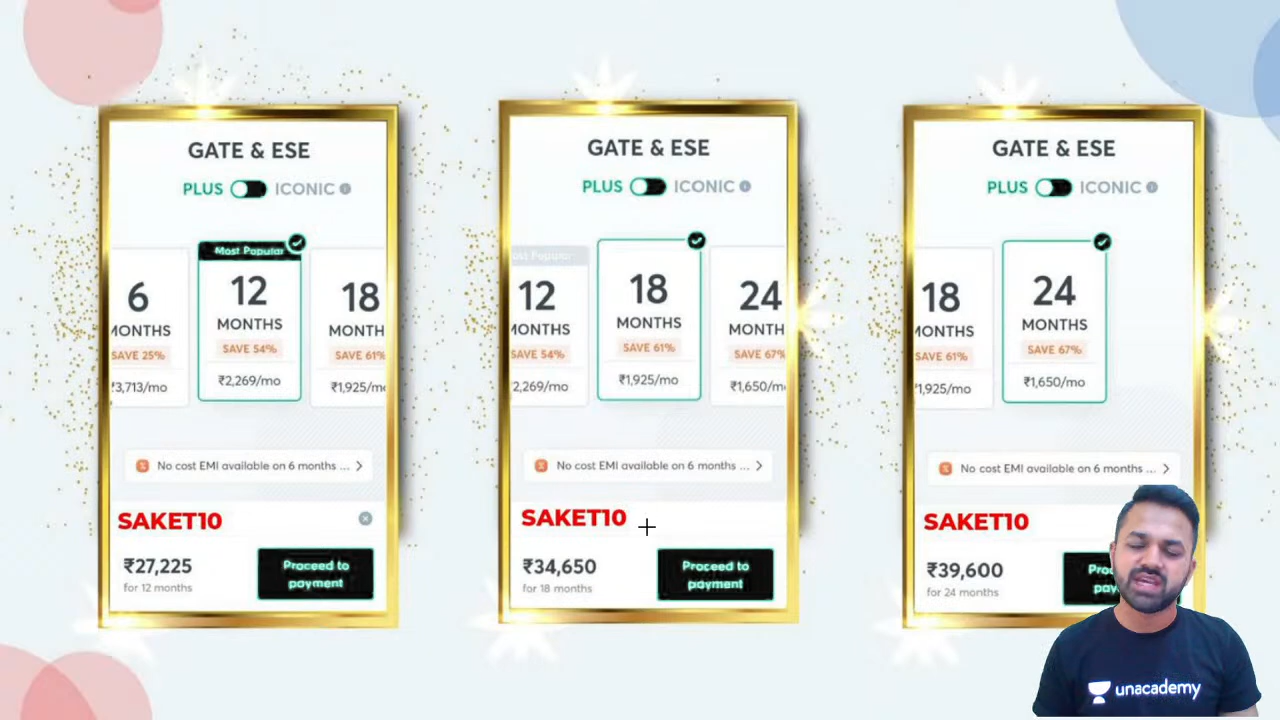 GATE & ESE
PLUS ICONIC
Most Popular
6
12
18
MONTHS
MONTHS
MONTH
SAVE 25%
SAVE 54%
SAVE 61%
₹3,713/mo
₹2,269/mo
₹1,925/mo
No cost EMI available on 6 months ...
SAKET10
₹27,225
for 12 months
Proceed to
payment
GATE & ESE
PLUS ICONIC
ost Popular
12
18
24
MONTHS
MONTHS
MONTH
SAVE 54%
SAVE 61%
SAVE 67%
2,269/mo
₹1,925/mo
₹1,650/m
No cost EMI available on 6 months ...
SAKET10
₹34,650
for 18 months
Proceed to
payment
GATE & ESE
PLUS ICONIC
18
24
MONTHS
MONTHS
SAVE 61%
SAVE 67%
1,925/mo
₹1,650/mo
No cost EMI available on 6 months ...
SAKET10
₹39,600
for 24 months
Proc
pay
unacademy